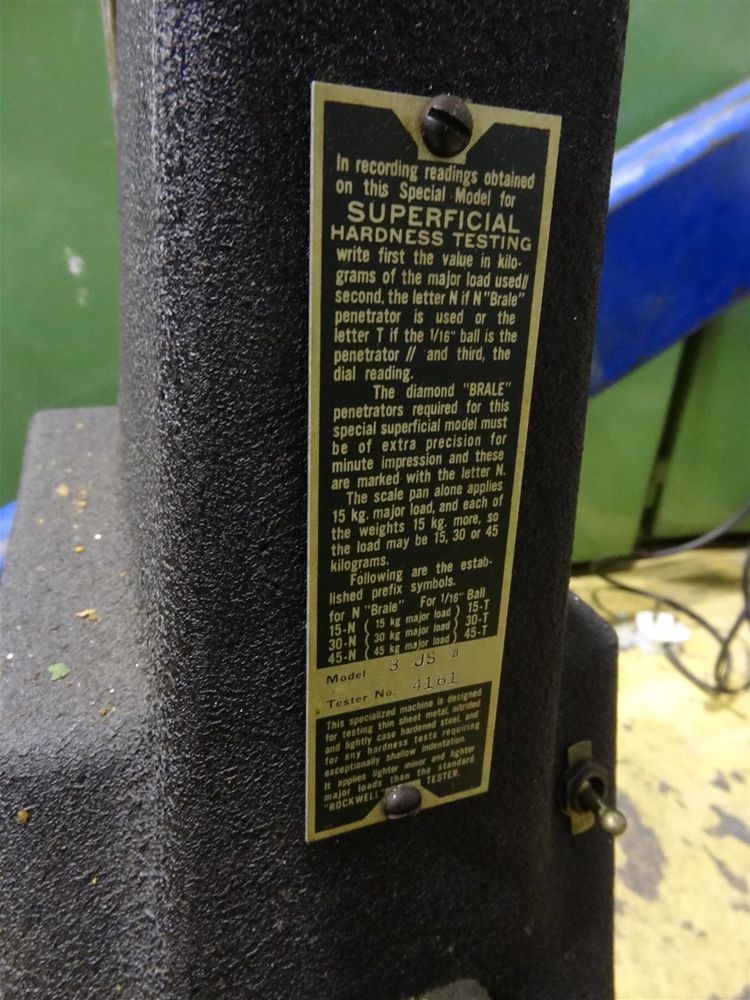 In recording readings obtained
on this Special Model for
SUPERFICIAL
HARDNESS TESTING
write first the value in kilo-
grams of the major load used//
second, the letter N if N "Brale"
penetrator is used or the
letter T if the 1/16" ball is the
penetrator // and third, the
dial reading.
The diamond "BRALE"
penetrators required for this
special superficial model must
be of extra precision for
minute impression and these
are marked with the letter N.
The scale pan alone applies
15 kg. major load, and each of
the weights 15 kg. more, so
the load may be 15, 30 or 45
kilograms.
Following are the estab-
lished prefix symbols.
for N "Brale" For 1/16" Ball
15-N ( 15 kg major load ) 15-T
30-N { 30 kg major load } 30-T
45-N ( 45 kg major load ) 45-T
Model 3 JS a
Tester No. 4161
This specialized machine is designed
for testing thin sheet metal, nitrided
and lightly case hardened steel, and
for any hardness tests requiring
exceptionally shallow indentation.
It applies lighter minor and lighter
major loads than the standard
"ROCKWELL" TESTER.